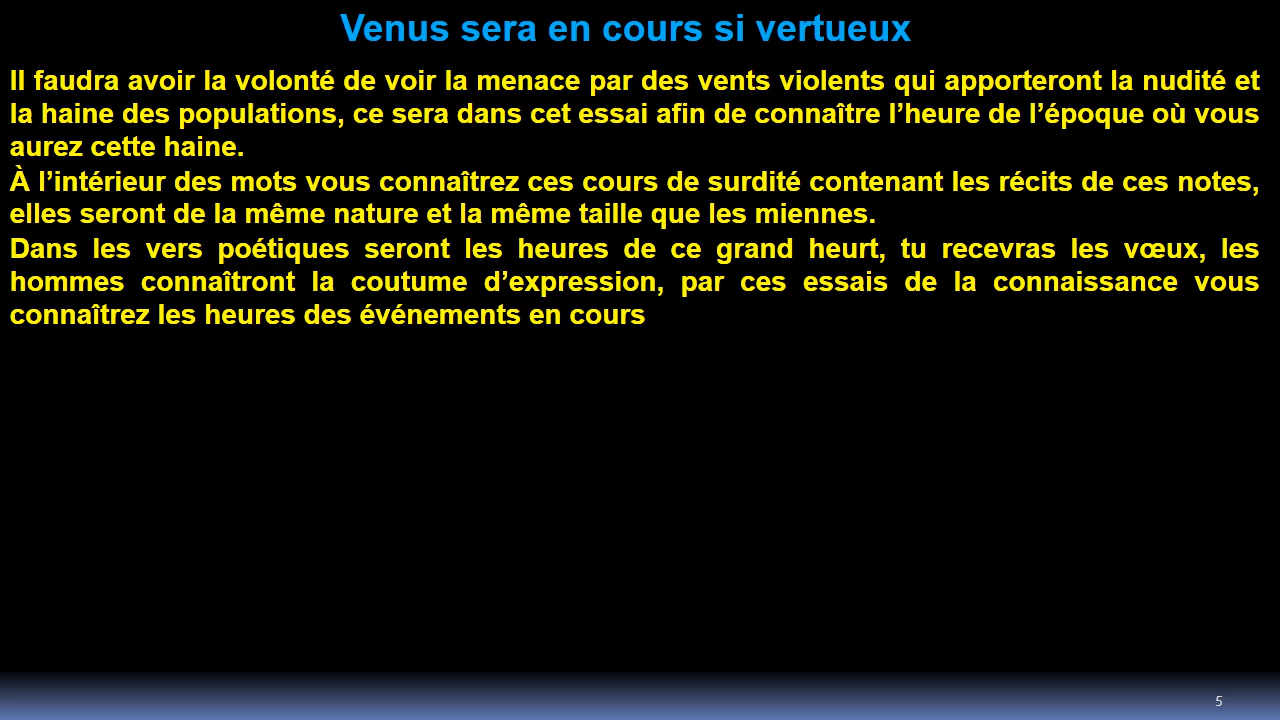 Venus sera en cours si vertueux
Il faudra avoir la volonté de voir la menace par des vents violents qui apporteront la nudité et
la haine des populations, ce sera dans cet essai afin de connaître l’heure de l’époque où vous
aurez cette haine.
À l’intérieur des mots vous connaîtrez ces cours de surdité contenant les récits de ces notes,
elles seront de la même nature et la même taille que les miennes.
Dans les vers poétiques seront les heures de ce grand heurt, tu recevras les vœux, les
hommes connaîtront la coutume d’expression, par ces essais de la connaissance vous
connaîtrez les heures des événements en cours
5